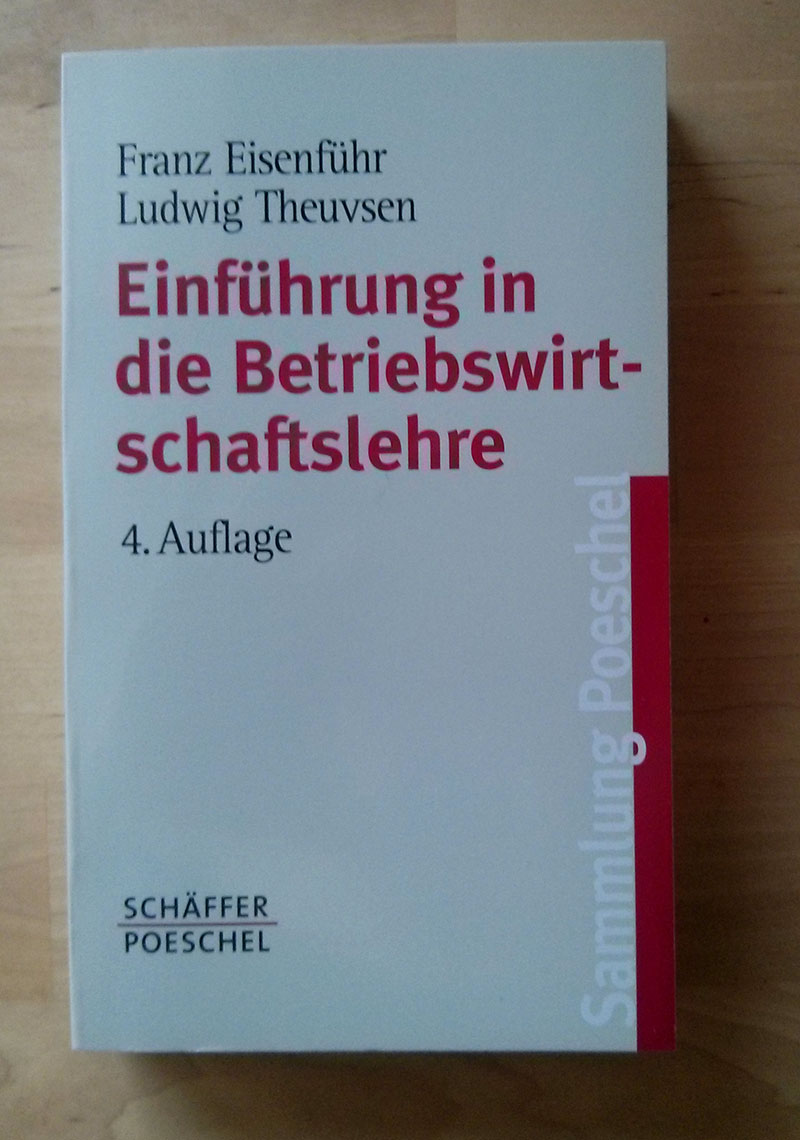 Franz Eisenführ
Ludwig Theuvsen
Einführung in
die Betriebswirt-
schaftslehre
4. Auflage
Sammlung Poeschel
SCHÄFFER
POESCHEL